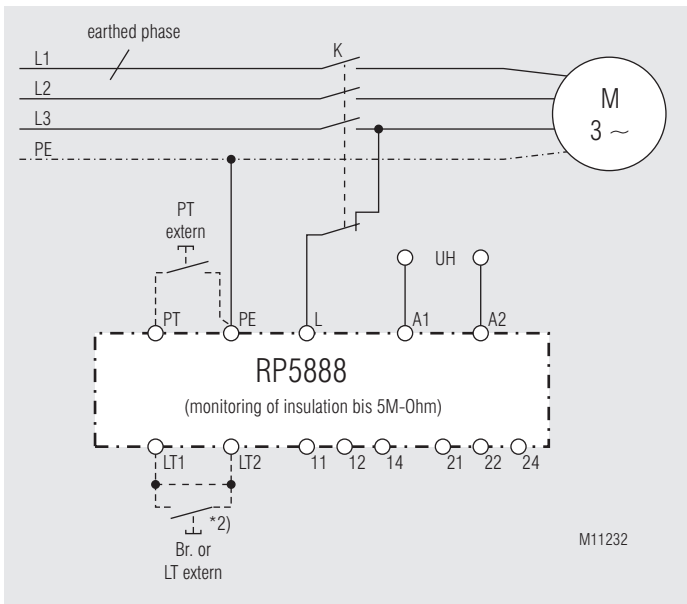 earthed phase
L1
K
L2
M
3 ~
L3
PE
PT
extern
UH
PT
PE
L
A1
A2
RP5888
(monitoring of insulation bis 5M-Ohm)
LT1
LT2
11
12
14
21
22
24
*2)
Br. or
LT extern
M11232